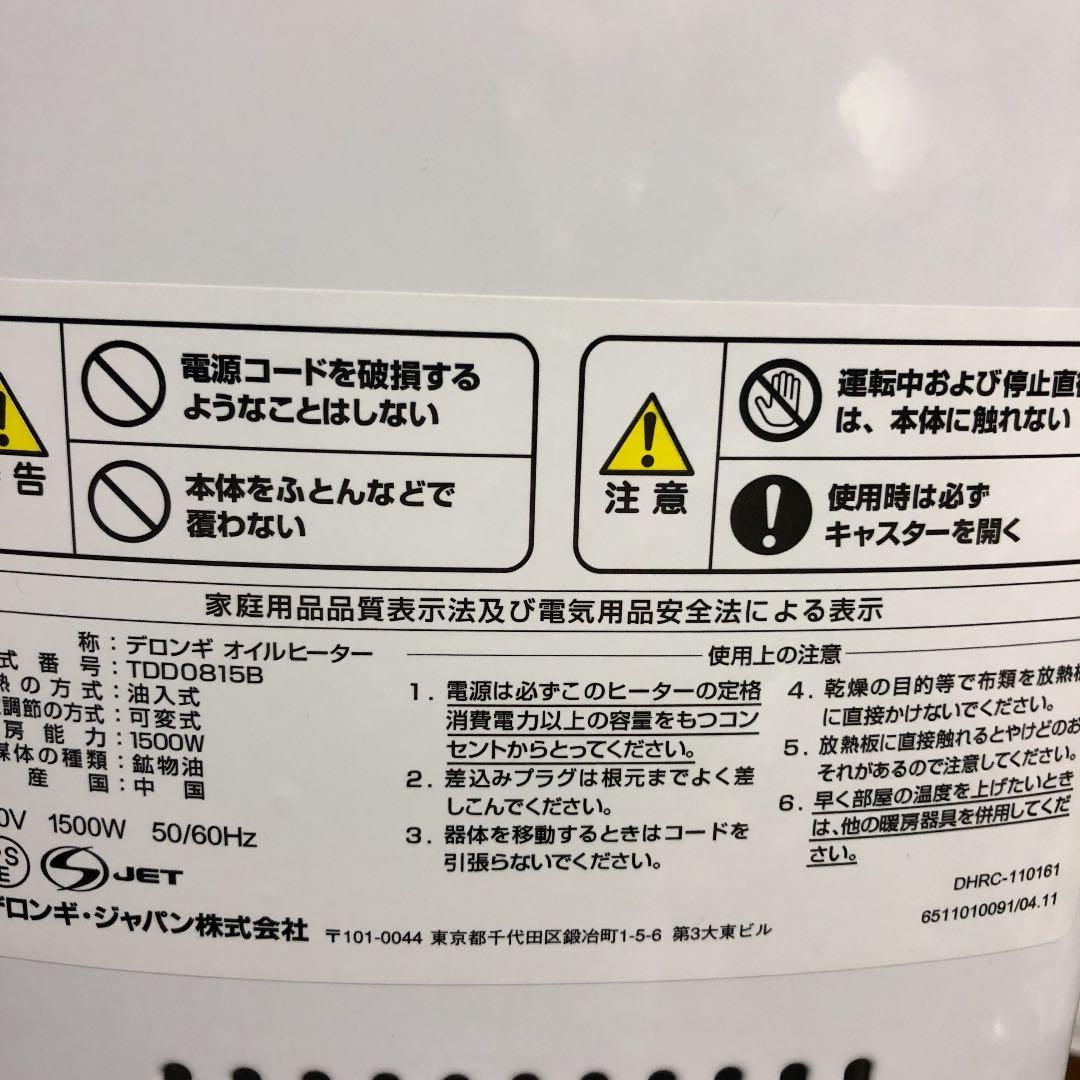 電源コードを破損する
ようなことはしない
告
本体をふとんなどで
覆わない
注意
運転中および停止直
は、本体に触れない
使用時は必ず
キャスターを開く
家庭用品品質表示法及び電気用品安全法による表示
称：デロンギ オイルヒーター
式番号：TDD0815B
の方式：油入式
調節の方式：可変式
房能力：1500W
媒体の種類：鉱物油
産国：中国
0V 1500W 50/60Hz
PS
E
JET
使用上の注意
1. 電源は必ずこのヒーターの定格
消費電力以上の容量をもつコン
セントからとってください。
2. 差込みプラグは根元までよく差
しこんでください。
3. 器体を移動するときはコードを
引張らないでください。
4. 乾燥の目的等で布類を放熱板
に直接かけないでください。
5. 放熱板に直接触れるとやけどのお
それがあるので注意してください。
6. 早く部屋の温度を上げたいとき
は、他の暖房器具を併用してくだ
さい。
DHRC-110161
6511010091/04.11
デロンギ・ジャパン株式会社 〒101-0044 東京都千代田区鍛冶町1-5-6 第3大東ビル